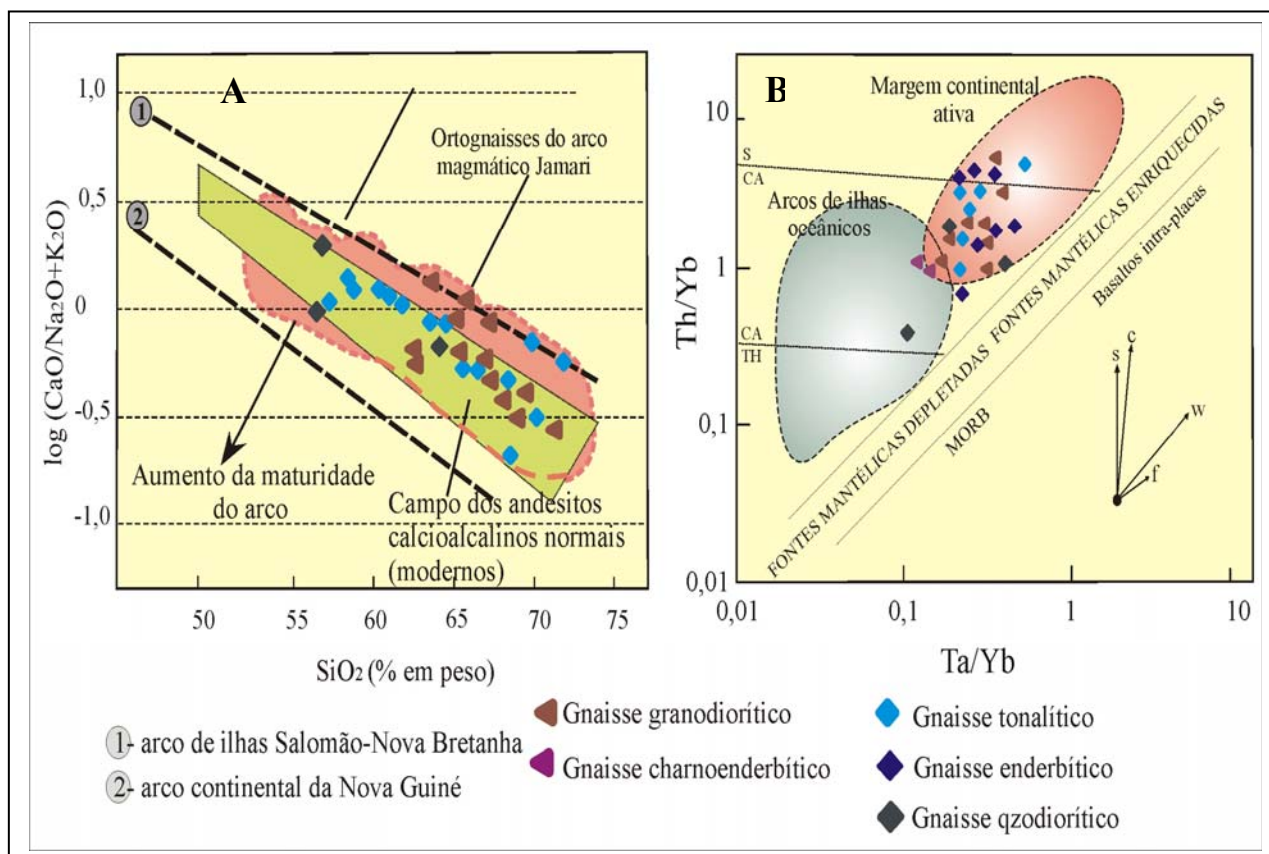 A
1,0
0,5
0
-0,5
-1,0
log (CaO/Na₂O+K₂O)
1
2
Ortognaisses do arco
magmático Jamari
Aumento da maturidade
do arco
Campo dos andesitos
calcioalcalinos normais
(modernos)
50
55
60
65
70
75
SiO₂ (% em peso)
B
10
1
0,1
0,01
Th/Yb
Margem continental
ativa
S
CA
Arcos de ilhas
oceânicos
CA
TH
FONTES MANTÉLICAS DEPLETADAS FONTES MANTÉLICAS ENRIQUECIDAS
MORB
Basaltos intra-placas
s
c
w
f
0,01
0,1
1
10
Ta/Yb
1- arco de ilhas Salomão-Nova Bretanha
2- arco continental da Nova Guiné
Gnaisse granodiorítico
Gnaisse charnoenderbítico
Gnaisse tonalítico
Gnaisse enderbítico
Gnaisse qzodiorítico